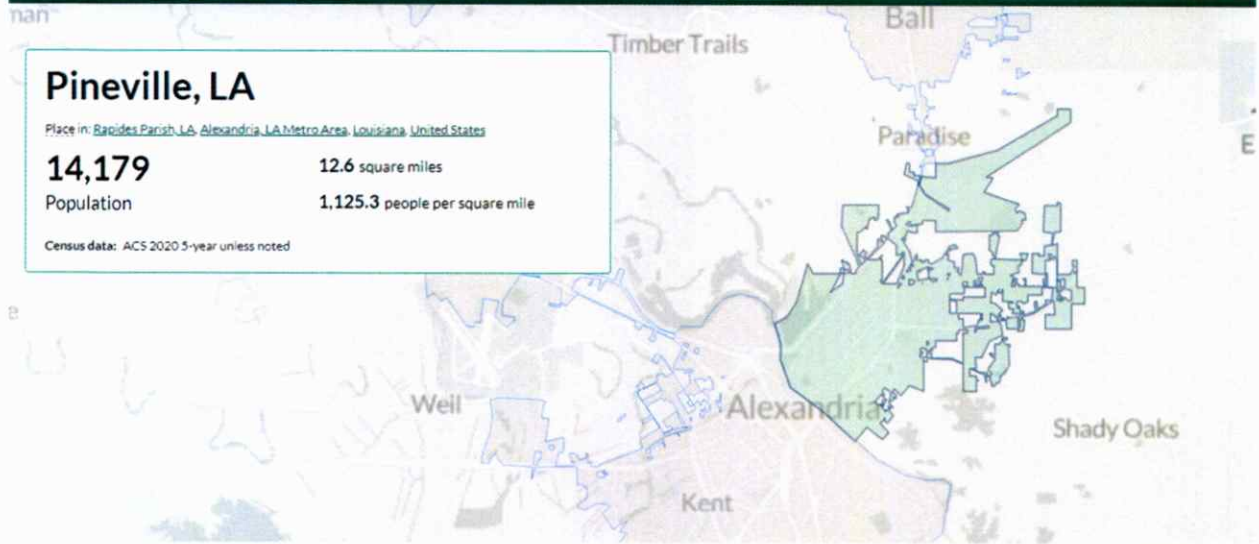 Ball
Timber Trails
Pineville, LA
Place in: Rapides Parish, LA, Alexandria, LA Metro Area, Louisiana, United States
14,179
12.6 square miles
Population
1,125.3 people per square mile
Census data: ACS 2020 5-year unless noted
Paradise
E
Weil
Alexandria
Shady Oaks
Kent